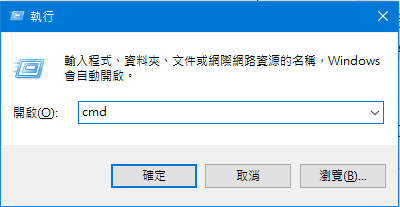 執行
輸入程式、資料夾、文件或網際網路資源的名稱，Windows
會自動開啟。
開啟(O): cmd
確定 取消 瀏覽(B)...